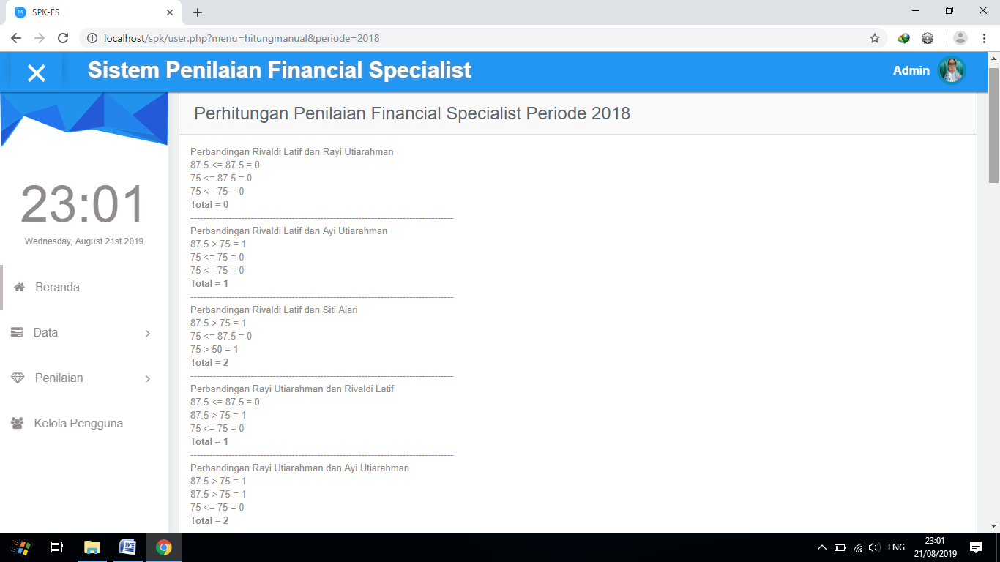 SPK-FS
localhost/spk/user.php?menu=hitungmanual&periode=2018
Sistem Penilaian Financial Specialist
Admin
23:01
Wednesday, August 21st 2019
Beranda
Data
Penilaian
Kelola Pengguna
Perhitungan Penilaian Financial Specialist Periode 2018
Perbandingan Rivaldi Latif dan Rayi Utiarahman
87.5 <= 87.5 = 0
75 <= 87.5 = 0
75 <= 75 = 0
Total = 0
------------------------------------------------------------------------------------
Perbandingan Rivaldi Latif dan Ayi Utiarahman
87.5 > 75 = 1
75 <= 75 = 0
75 <= 75 = 0
Total = 1
------------------------------------------------------------------------------------
Perbandingan Rivaldi Latif dan Siti Ajari
87.5 > 75 = 1
75 <= 87.5 = 0
75 > 50 = 1
Total = 2
------------------------------------------------------------------------------------
Perbandingan Rayi Utiarahman dan Rivaldi Latif
87.5 <= 87.5 = 0
87.5 > 75 = 1
75 <= 75 = 0
Total = 1
------------------------------------------------------------------------------------
Perbandingan Rayi Utiarahman dan Ayi Utiarahman
87.5 > 75 = 1
87.5 > 75 = 1
75 <= 75 = 0
Total = 2
ENG
23:01
21/08/2019